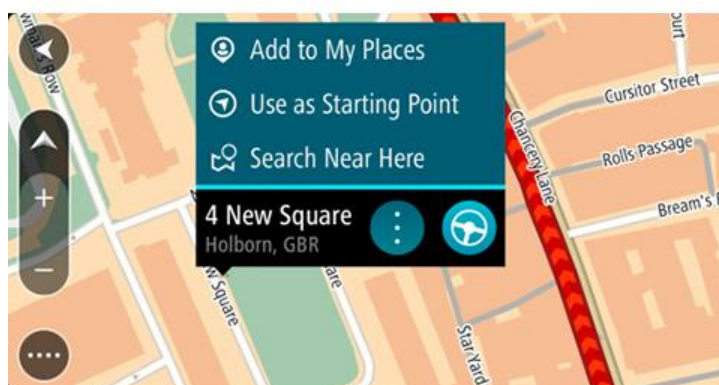 Add to My Places
Use as Starting Point
Search Near Here
4 New Square
Holborn, GBR
Row
Cursitor Street
Chancery Lane
Rolls Passage
Bream's
Square
Star Yard